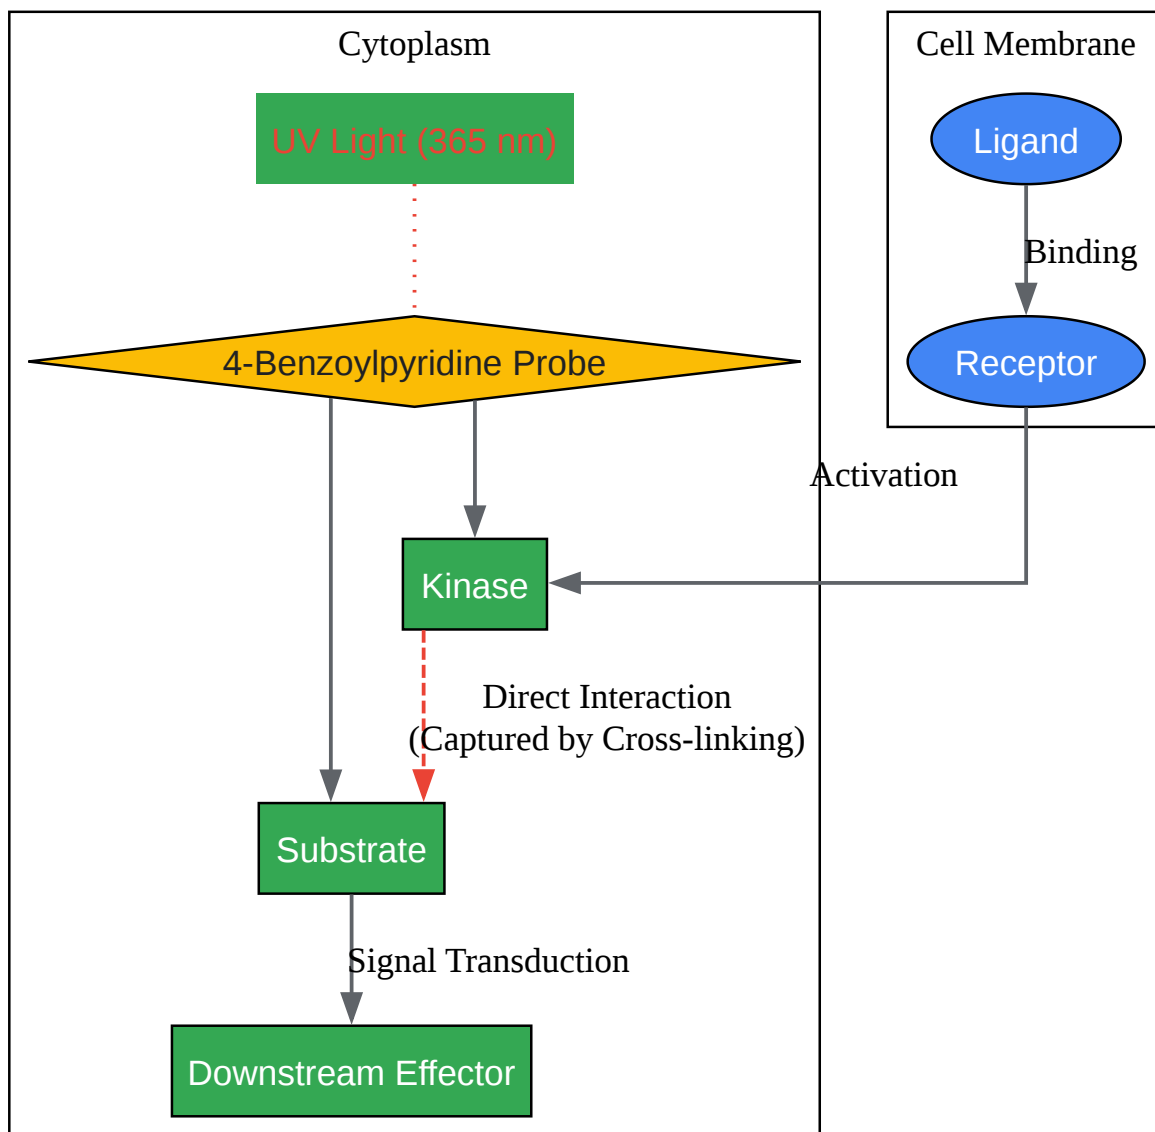 Cytoplasm
Cell Membrane
UV Light (365 nm)
Ligand
Binding
4-Benzoylpyridine Probe
Receptor
Activation
Kinase
Direct Interaction
(Captured by Cross-linking)
Substrate
Signal Transduction
Downstream Effector